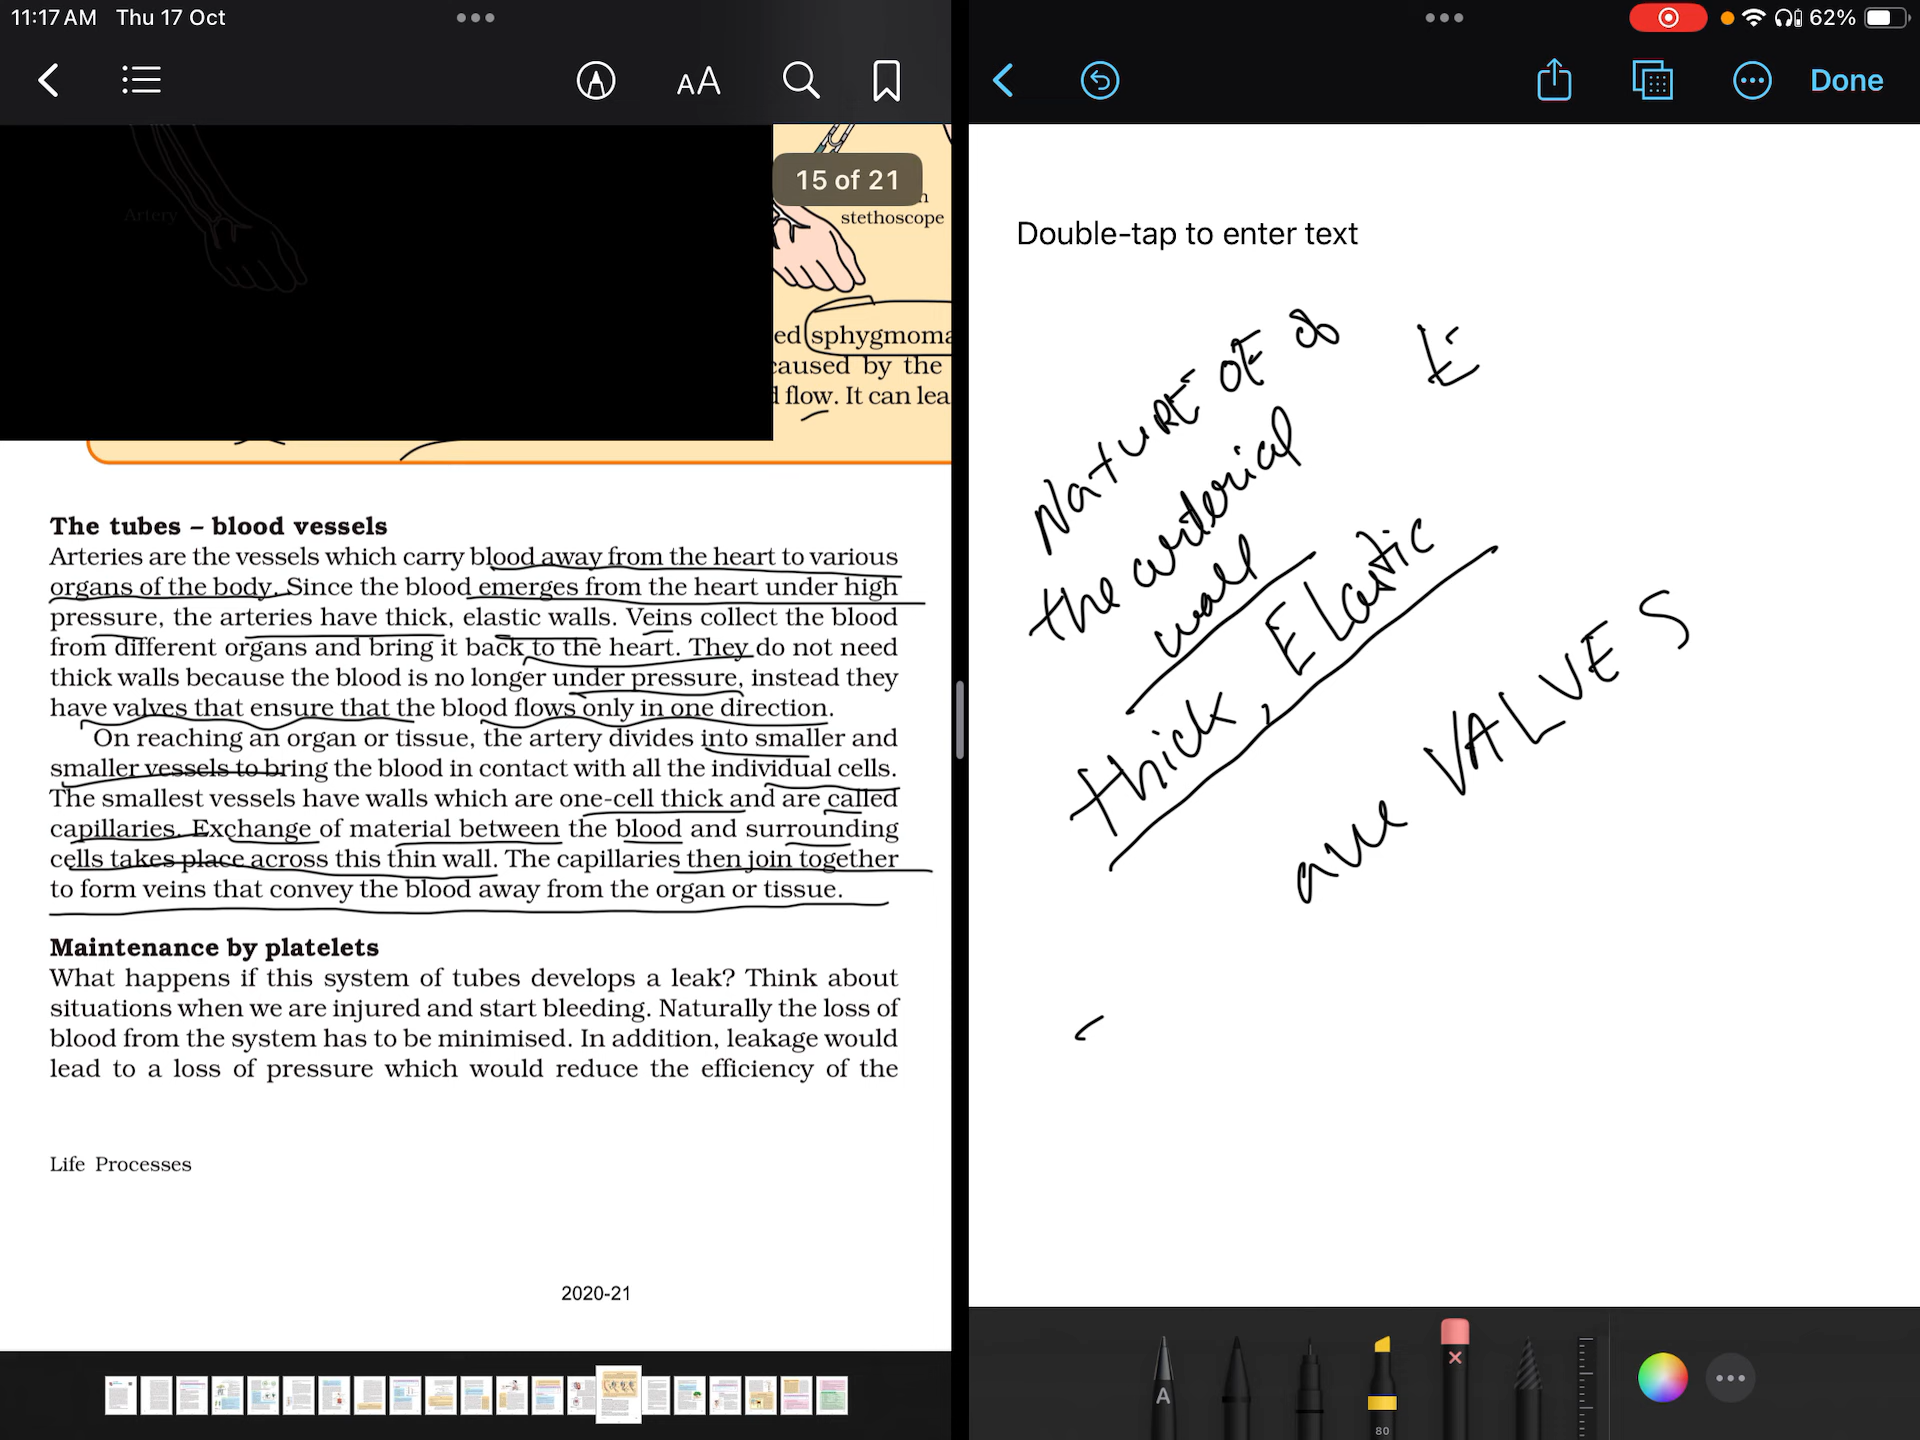 11:17 AM Thu 17 Oct
62%
AA
Done
Artery
15 of 21
stethoscope
ed sphygmoma
caused by the
d flow. It can lea
The tubes – blood vessels
Arteries are the vessels which carry blood away from the heart to various
organs of the body. Since the blood emerges from the heart under high
pressure, the arteries have thick, elastic walls. Veins collect the blood
from different organs and bring it back to the heart. They do not need
thick walls because the blood is no longer under pressure, instead they
have valves that ensure that the blood flows only in one direction.
On reaching an organ or tissue, the artery divides into smaller and
smaller vessels to bring the blood in contact with all the individual cells.
The smallest vessels have walls which are one-cell thick and are called
capillaries. Exchange of material between the blood and surrounding
cells takes place across this thin wall. The capillaries then join together
to form veins that convey the blood away from the organ or tissue.
Maintenance by platelets
What happens if this system of tubes develops a leak? Think about
situations when we are injured and start bleeding. Naturally the loss of
blood from the system has to be minimised. In addition, leakage would
lead to a loss of pressure which would reduce the efficiency of the
Life Processes
2020-21
Double-tap to enter text
NatuRE OF
the arterial
wall
thick, Elastic
are VALVES
A
80